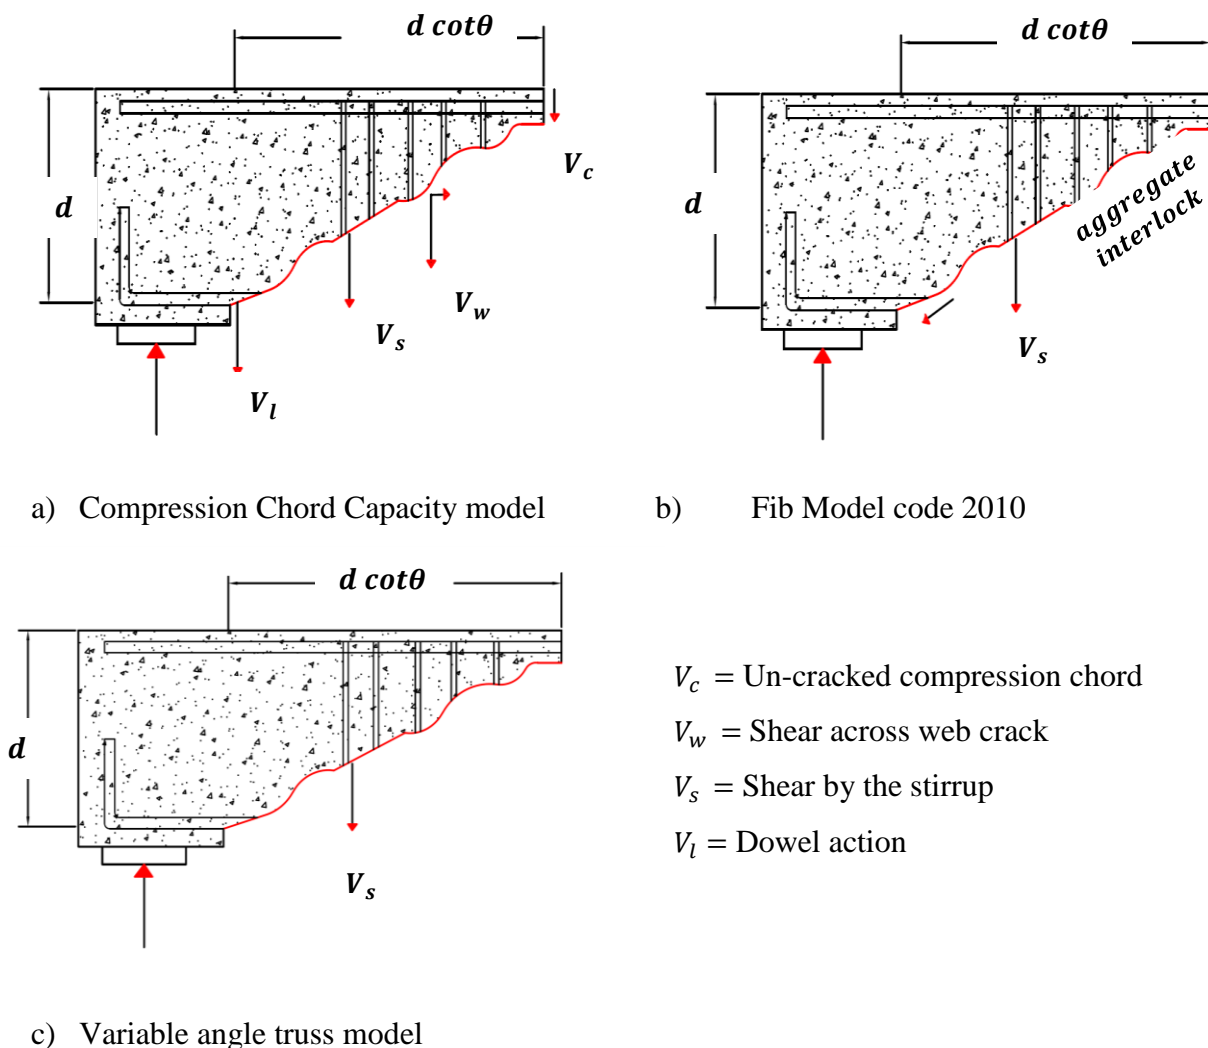 d cotθ
d cotθ
d
V_c
V_w
V_s
V_l
d
aggregate
interlock
V_s
a) Compression Chord Capacity model
b) Fib Model code 2010
d cotθ
d
V_s
V_c = Un-cracked compression chord
V_w = Shear across web crack
V_s = Shear by the stirrup
V_l = Dowel action
c) Variable angle truss model